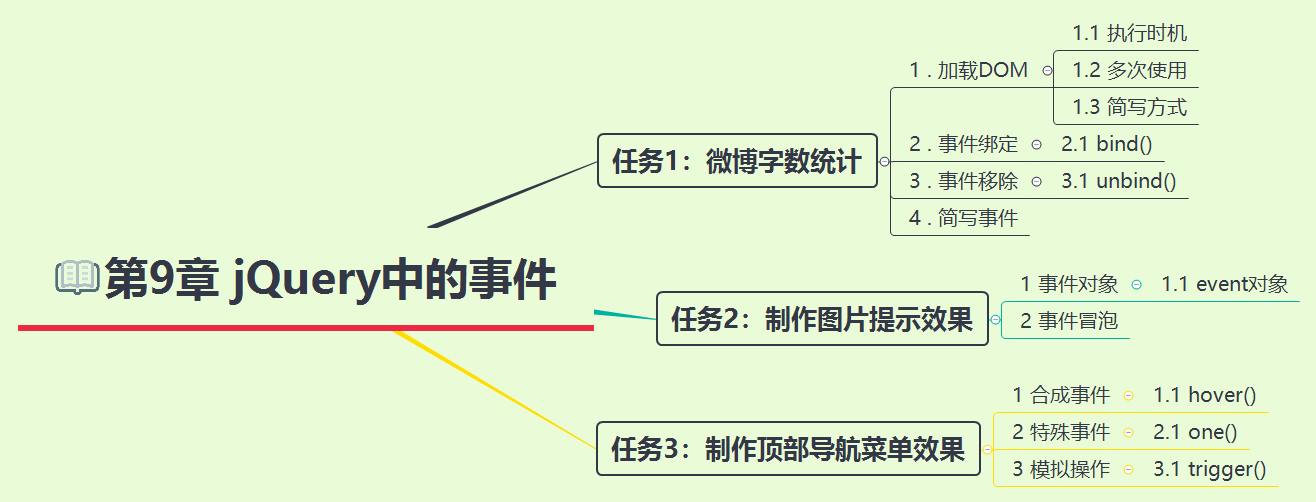 第9章 jQuery中的事件
任务1：微博字数统计
1 . 加载DOM
1.1 执行时机
1.2 多次使用
1.3 简写方式
2 . 事件绑定
2.1 bind()
3 . 事件移除
3.1 unbind()
4 . 简写事件
任务2：制作图片提示效果
1 事件对象
1.1 event对象
2 事件冒泡
任务3：制作顶部导航菜单效果
1 合成事件
1.1 hover()
2 特殊事件
2.1 one()
3 模拟操作
3.1 trigger()